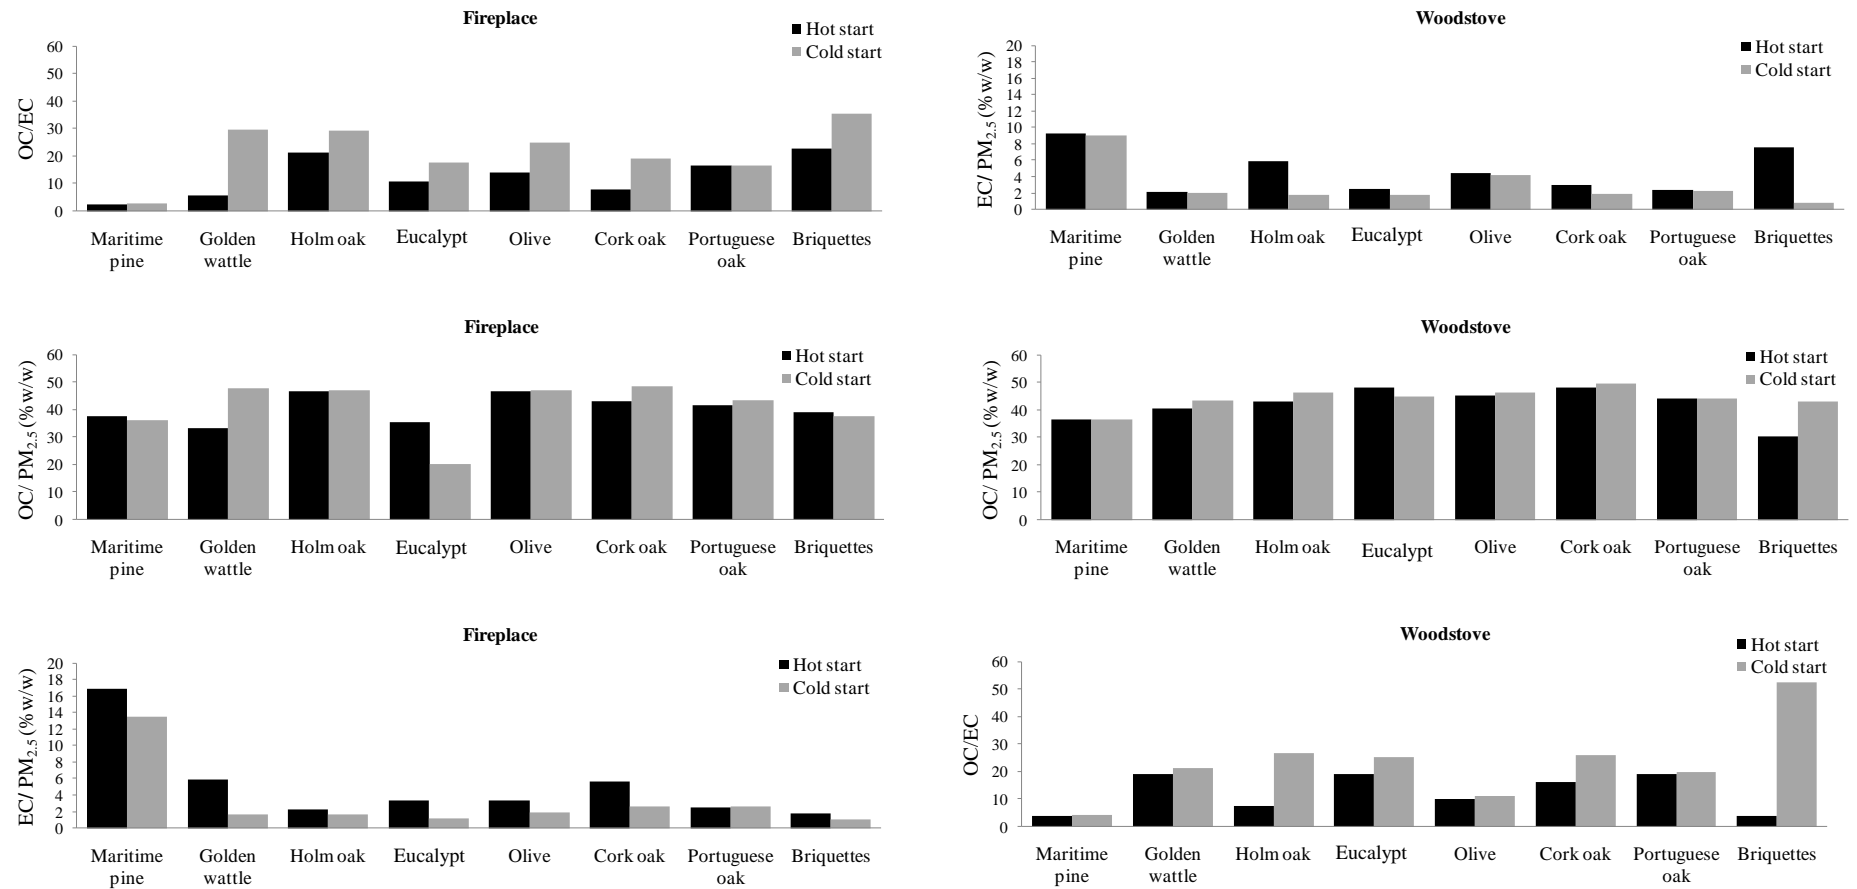 Fireplace
Hot start
Cold start
OC/EC
60
50
40
30
20
10
0
Maritime pine
Golden wattle
Holm oak
Eucalypt
Olive
Cork oak
Portuguese oak
Briquettes
Woodstove
Hot start
Cold start
EC/ PM2.5 (% w/w)
20
18
16
14
12
10
8
6
4
2
0
Maritime pine
Golden wattle
Holm oak
Eucalypt
Olive
Cork oak
Portuguese oak
Briquettes
Fireplace
Hot start
Cold start
OC/ PM2.5 (% w/w)
60
50
40
30
20
10
0
Maritime pine
Golden wattle
Holm oak
Eucalypt
Olive
Cork oak
Portuguese oak
Briquettes
Woodstove
Hot start
Cold start
OC/ PM2.5 (% w/w)
60
50
40
30
20
10
0
Maritime pine
Golden wattle
Holm oak
Eucalypt
Olive
Cork oak
Portuguese oak
Briquettes
Fireplace
Hot start
Cold start
EC/ PM2.5 (% w/w)
20
18
16
14
12
10
8
6
4
2
0
Maritime pine
Golden wattle
Holm oak
Eucalypt
Olive
Cork oak
Portuguese oak
Briquettes
Woodstove
Hot start
Cold start
OC/EC
60
50
40
30
20
10
0
Maritime pine
Golden wattle
Holm oak
Eucalypt
Olive
Cork oak
Portuguese oak
Briquettes